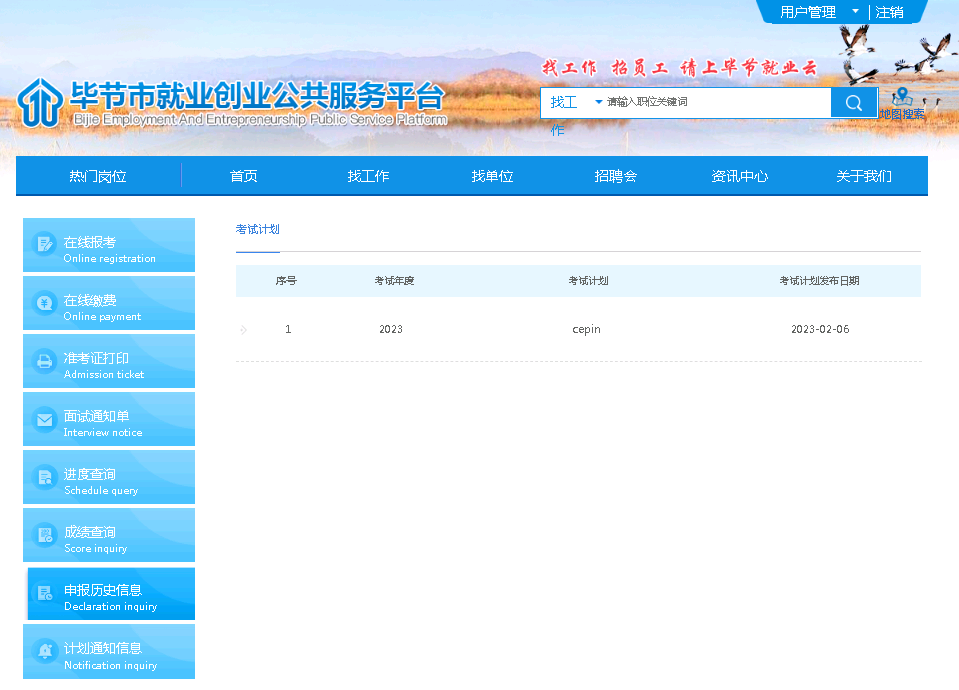 用户管理 注销
找工作 招员工 请上毕节就业云
毕节市就业创业公共服务平台
Bijie Employment And Entrepreneurship Public Service Platform
找工作
请输入职位关键词
地图搜索
热门岗位 首页 找工作 找单位 招聘会 资讯中心 关于我们
在线报考
Online registration
在线缴费
Online payment
准考证打印
Admission ticket
面试通知单
Interview notice
进度查询
Schedule query
成绩查询
Score inquiry
申报历史信息
Declaration inquiry
计划通知信息
Notification inquiry
考试计划
序号 考试年度 考试计划 考试计划发布日期
1 2023 cepin 2023-02-06